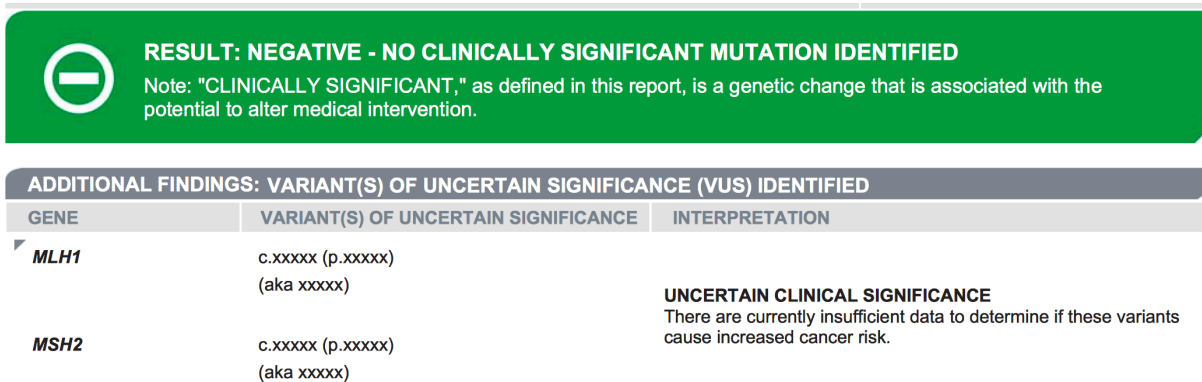 RESULT: NEGATIVE - NO CLINICALLY SIGNIFICANT MUTATION IDENTIFIED
Note: "CLINICALLY SIGNIFICANT," as defined in this report, is a genetic change that is associated with the
potential to alter medical intervention.
ADDITIONAL FINDINGS: VARIANT(S) OF UNCERTAIN SIGNIFICANCE (VUS) IDENTIFIED
GENE VARIANT(S) OF UNCERTAIN SIGNIFICANCE INTERPRETATION
MLH1 c.xxxxx (p.xxxxx)
(aka xxxxx)
UNCERTAIN CLINICAL SIGNIFICANCE
There are currently insufficient data to determine if these variants
cause increased cancer risk.
MSH2 c.xxxxx (p.xxxxx)
(aka xxxxx)